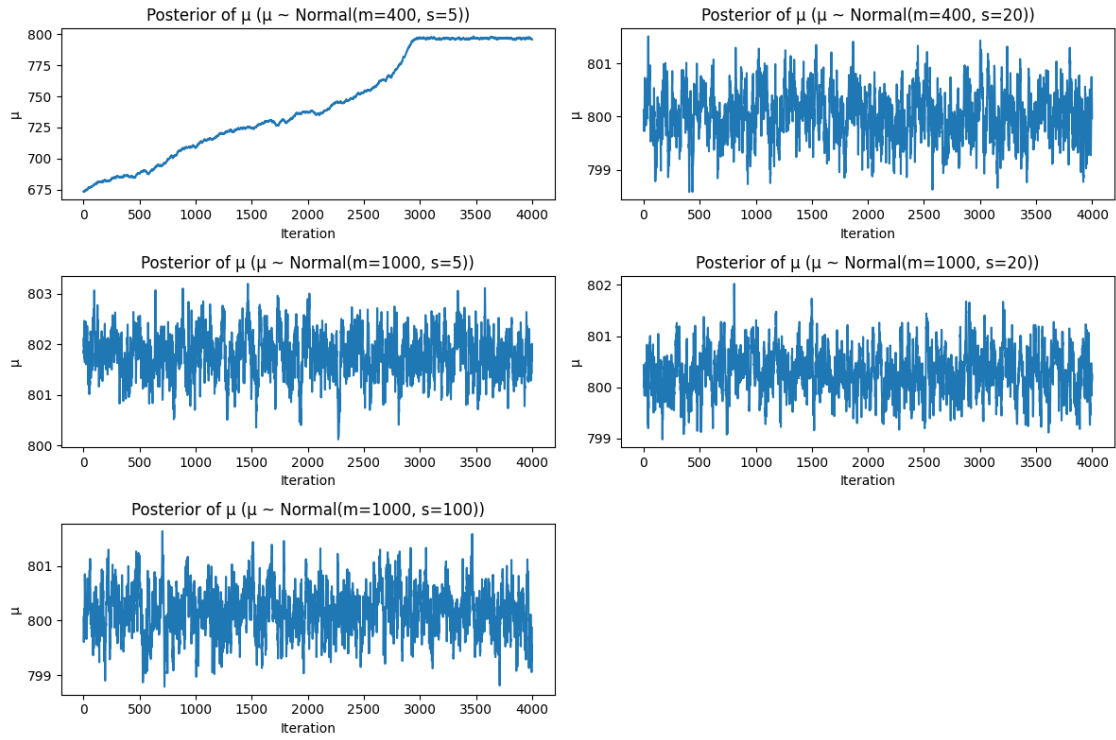 Posterior of μ (μ ~ Normal(m=400, s=5))
800
775
750
725
700
675
μ
0 500 1000 1500 2000 2500 3000 3500 4000
Iteration
Posterior of μ (μ ~ Normal(m=400, s=20))
801
800
799
μ
0 500 1000 1500 2000 2500 3000 3500 4000
Iteration
Posterior of μ (μ ~ Normal(m=1000, s=5))
803
802
801
800
μ
0 500 1000 1500 2000 2500 3000 3500 4000
Iteration
Posterior of μ (μ ~ Normal(m=1000, s=20))
802
801
800
799
μ
0 500 1000 1500 2000 2500 3000 3500 4000
Iteration
Posterior of μ (μ ~ Normal(m=1000, s=100))
801
800
799
μ
0 500 1000 1500 2000 2500 3000 3500 4000
Iteration